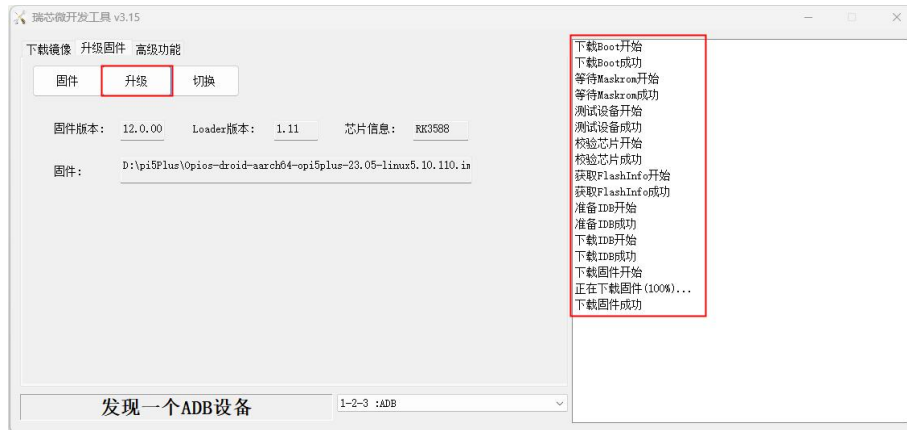 瑞芯微开发工具 v3.15
下载镜像 升级固件 高级功能
固件 升级 切换
固件版本: 12.0.00 Loader版本: 1.11 芯片信息: RK3588
固件: D:\pi5Plus\Opios-droid-aarch64-opi5plus-23.05-linux5.10.110.im
发现一个ADB设备 1-2-3 :ADB
下载Boot开始
下载Boot成功
等待Maskrom开始
等待Maskrom成功
测试设备开始
测试设备成功
校验芯片开始
校验芯片成功
获取FlashInfo开始
获取FlashInfo成功
准备IDB开始
准备IDB成功
下载IDB开始
下载IDB成功
下载固件开始
正在下载固件(100%)...
下载固件成功